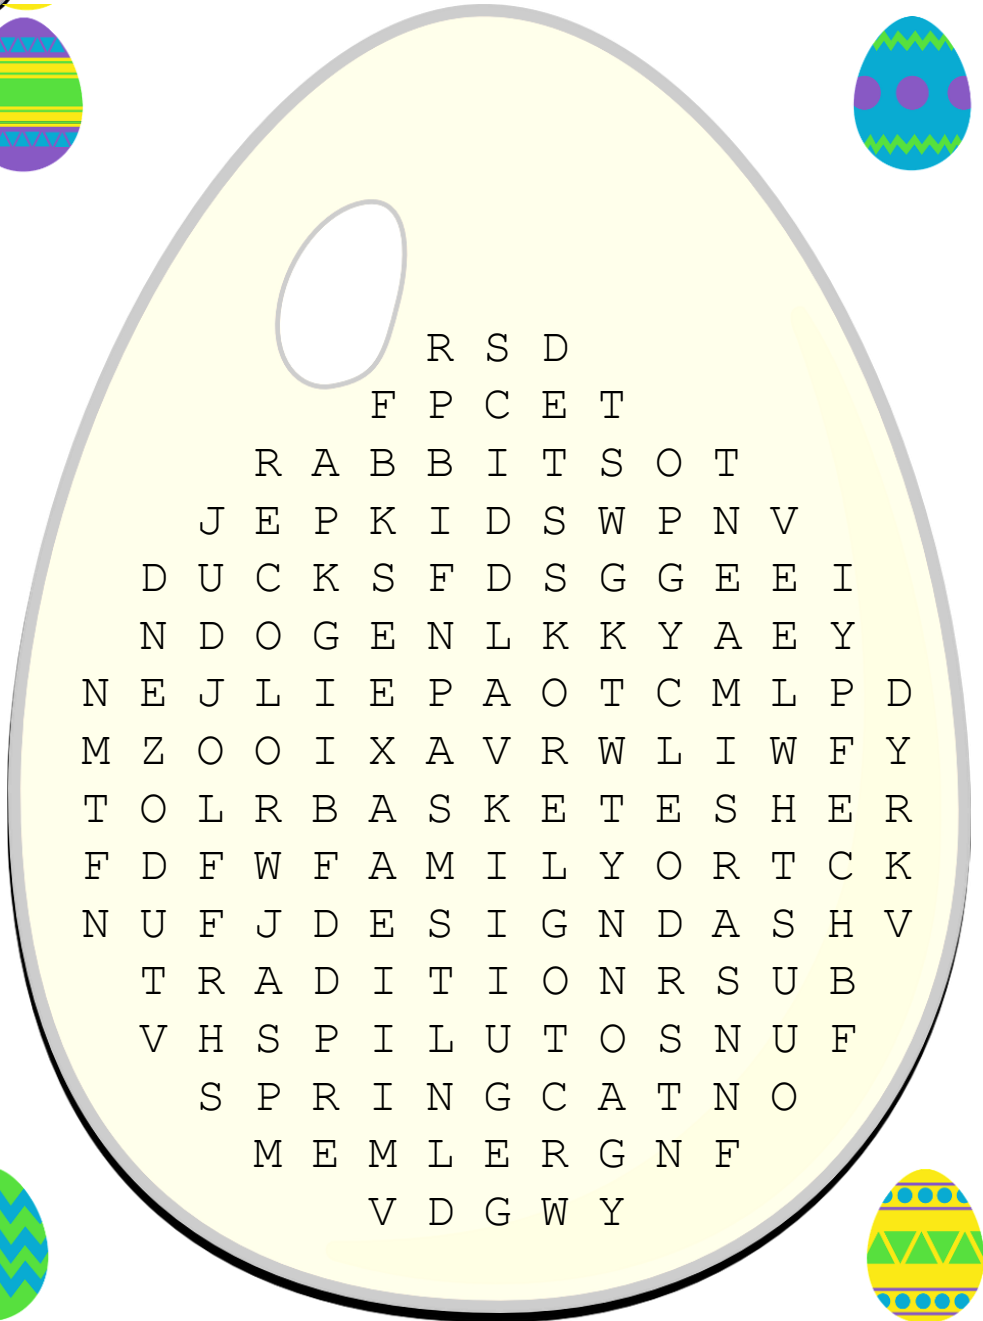 R S D
F P C E T
R A B B I T S O T
J E P K I D S W P N V
D U C K S F D S G G E E I
N D O G E N L K K Y A E Y
N E J L I E P A O T C M L P D
M Z O O I X A V R W L I W F Y
T O L R B A S K E T E S H E R
F D F W F A M I L Y O R T C K
N U F J D E S I G N D A S H V
T R A D I T I O N R S U B
V H S P I L U T O S N U F
S P R I N G C A T N O
M E M L E R G N F
V D G W Y